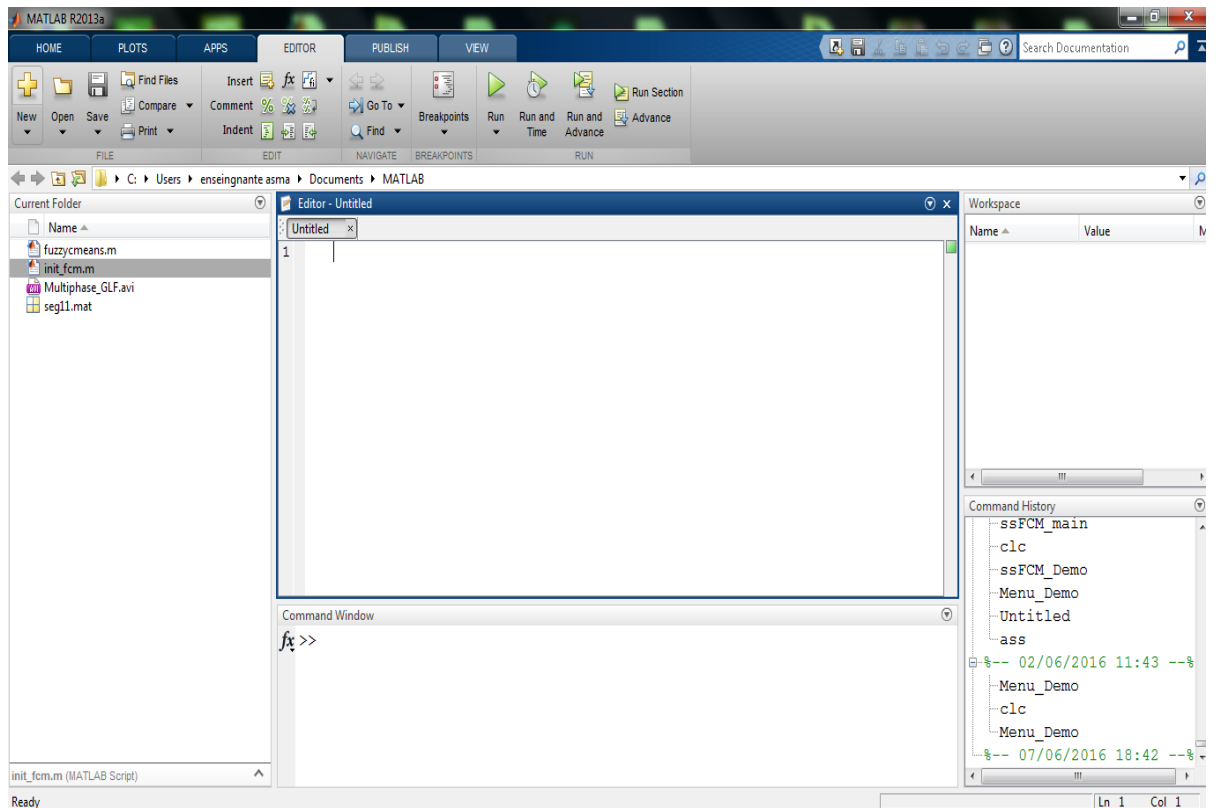 MATLAB R2013a
HOME PLOTS APPS EDITOR PUBLISH VIEW
Search Documentation
New Open Save
Find Files
Compare
Print
FILE
Insert fx
Comment
Indent
EDIT
Go To
Find
NAVIGATE
Breakpoints
BREAKPOINTS
Run
Run and Time
Run and Advance
Run Section
Advance
RUN
C: Users enseingnante asma Documents MATLAB
Current Folder
Name
fuzzycmeans.m
init_fcm.m
Multiphase_GLF.avi
seg11.mat
init_fcm.m (MATLAB Script)
Editor - Untitled
Untitled
1
Command Window
fx >>
Workspace
Name Value M
Command History
ssFCM_main
clc
ssFCM_Demo
Menu_Demo
Untitled
ass
%-- 02/06/2016 11:43 --%
Menu_Demo
clc
Menu_Demo
%-- 07/06/2016 18:42 --%
Ready
Ln 1 Col 1